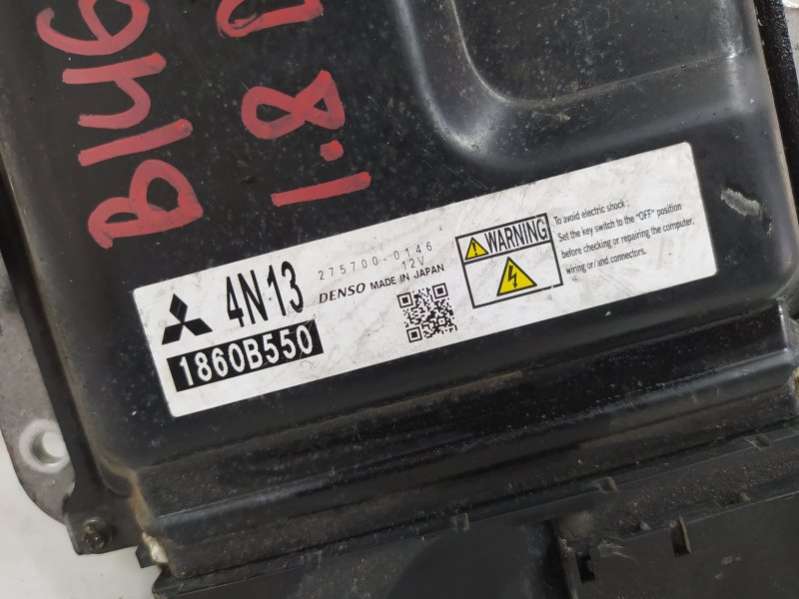 B146
1.8 D
4N13
1860B550
275700-0146
12V
DENSO MADE IN JAPAN
WARNING
To avoid electric shock :
Set the key switch to the "OFF" position
before checking or repairing the computer,
wiring or/and connectors.